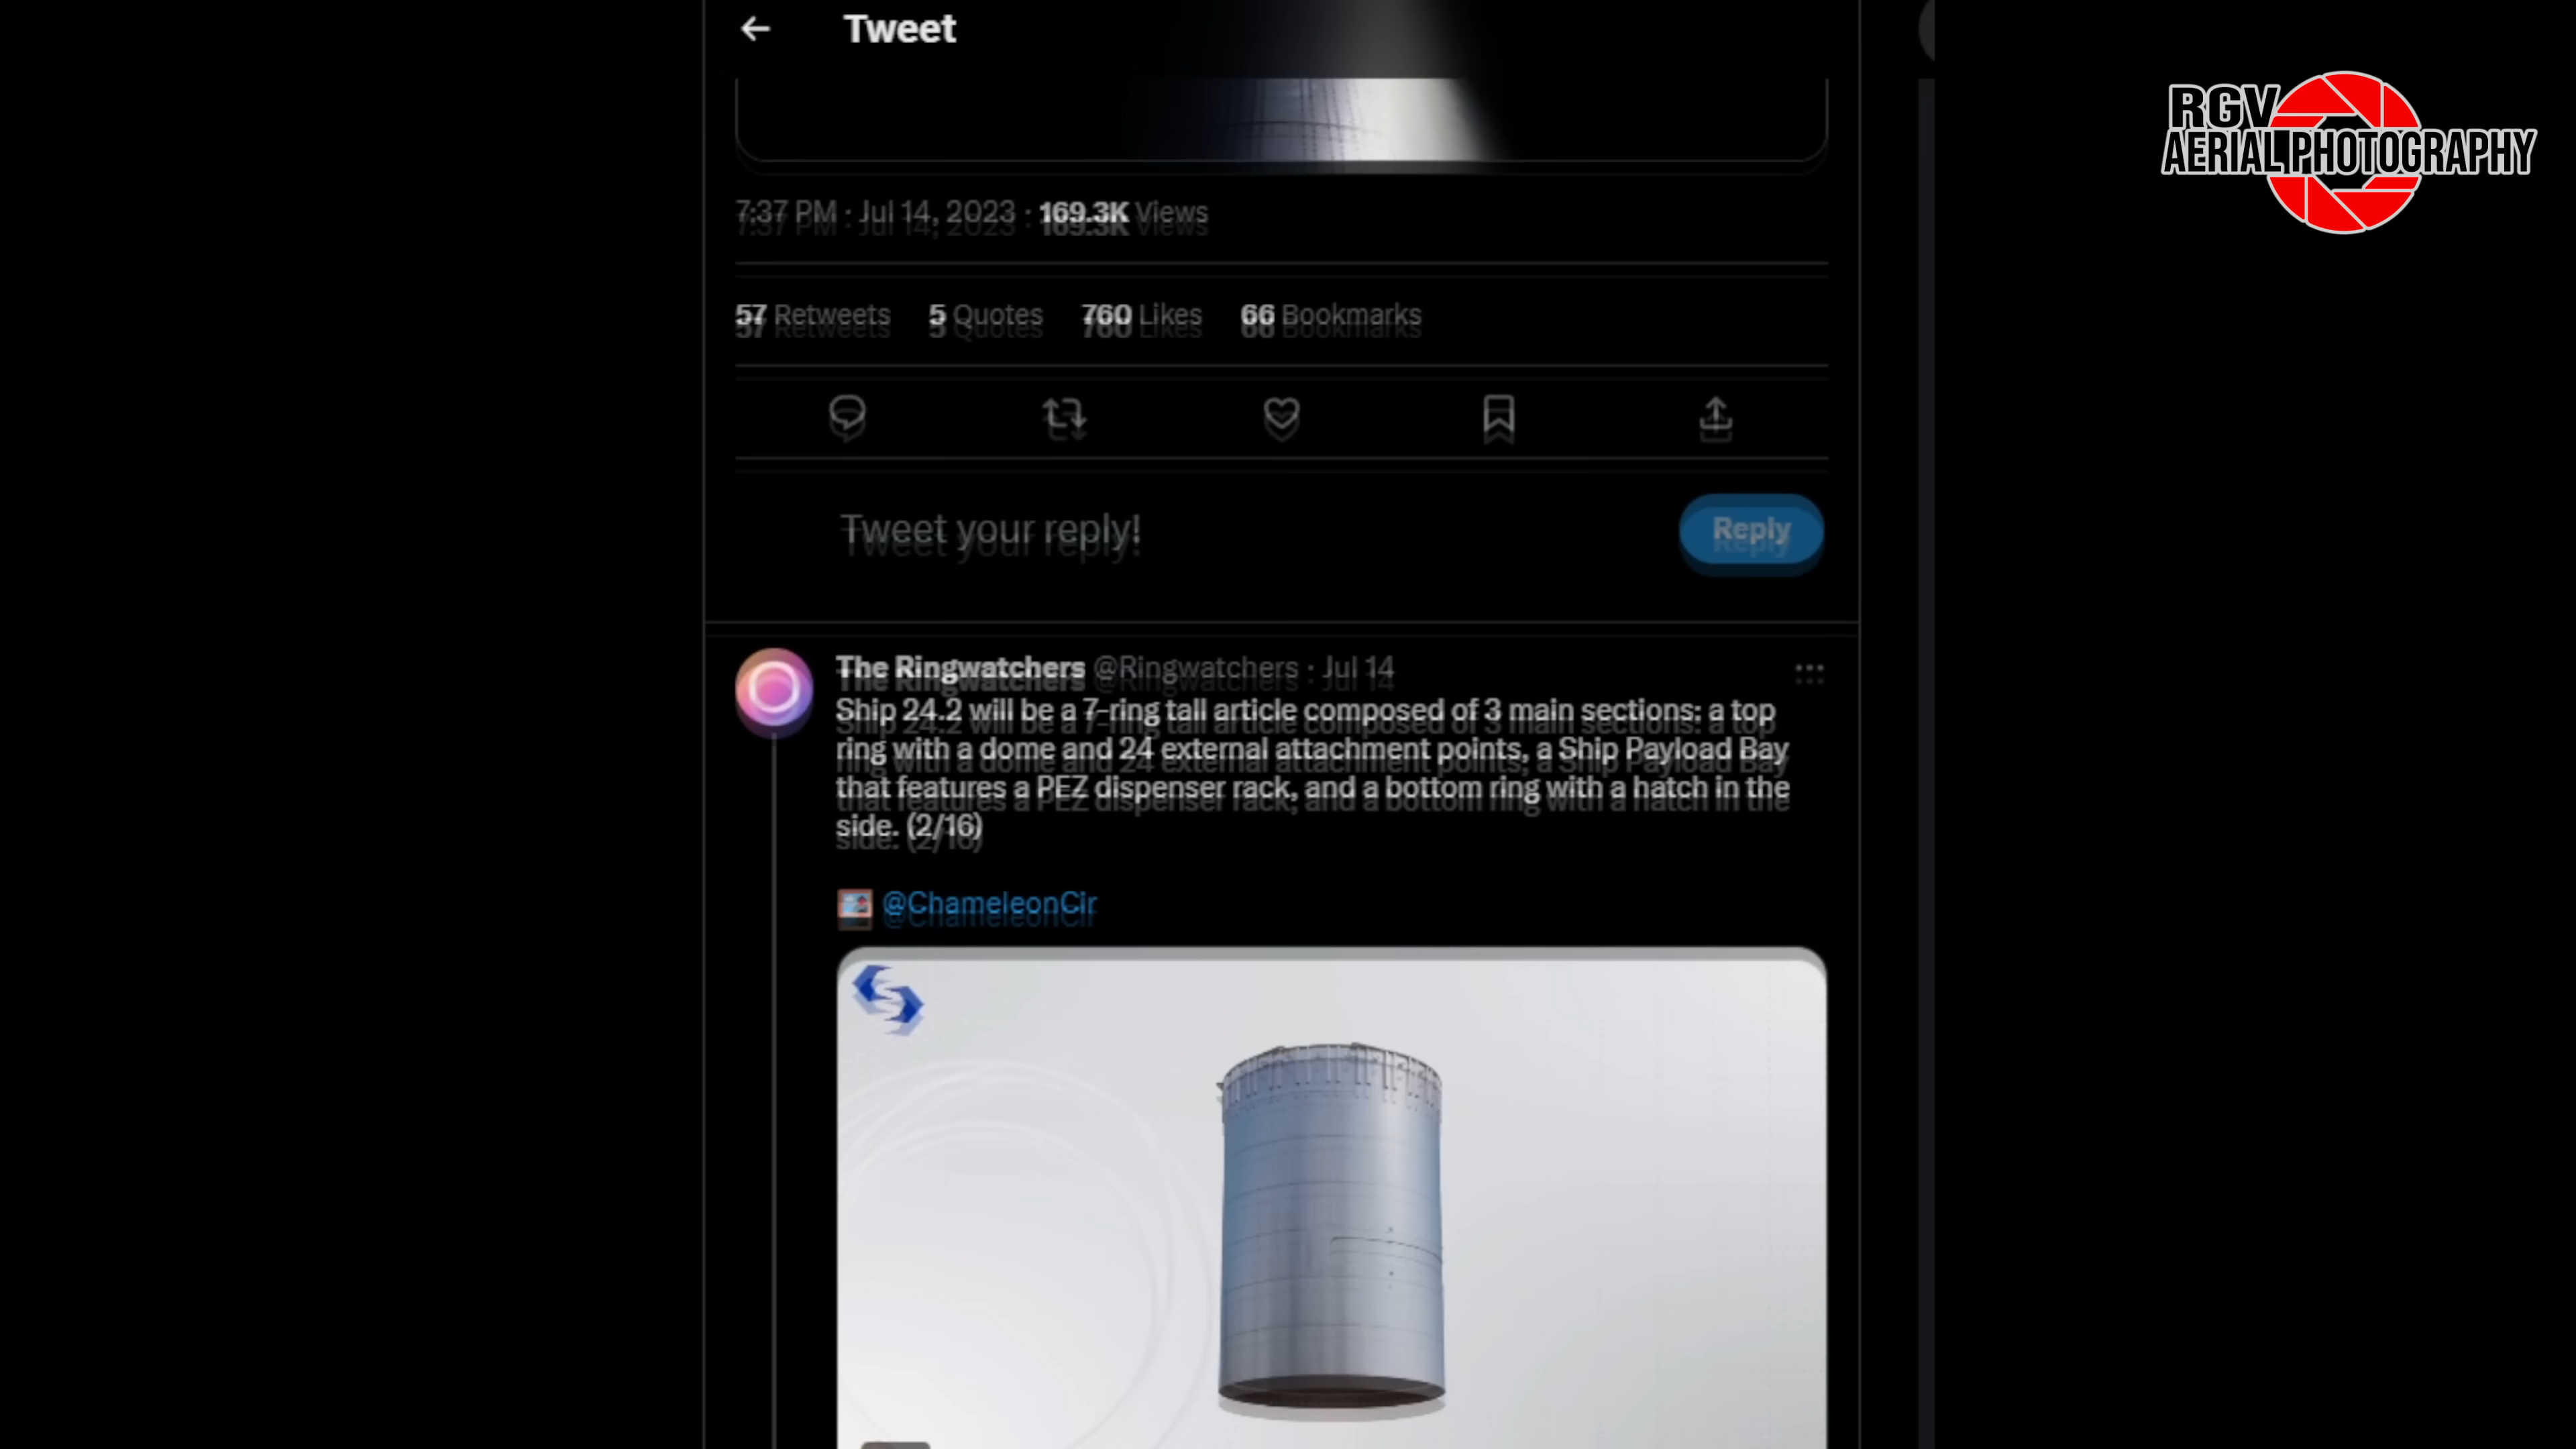 Tweet
RGV
AERIAL PHOTOGRAPHY
7:37 PM · Jul 14, 2023 · 169.3K Views
57 Retweets 5 Quotes 760 Likes 66 Bookmarks
Tweet your reply!
Reply
The Ringwatchers @Ringwatchers · Jul 14
Ship 24.2 will be a 7-ring tall article composed of 3 main sections: a top
ring with a dome and 24 external attachment points, a Ship Payload Bay
that features a PEZ dispenser rack, and a bottom ring with a hatch in the
side. (2/16)
@ChameleonCir